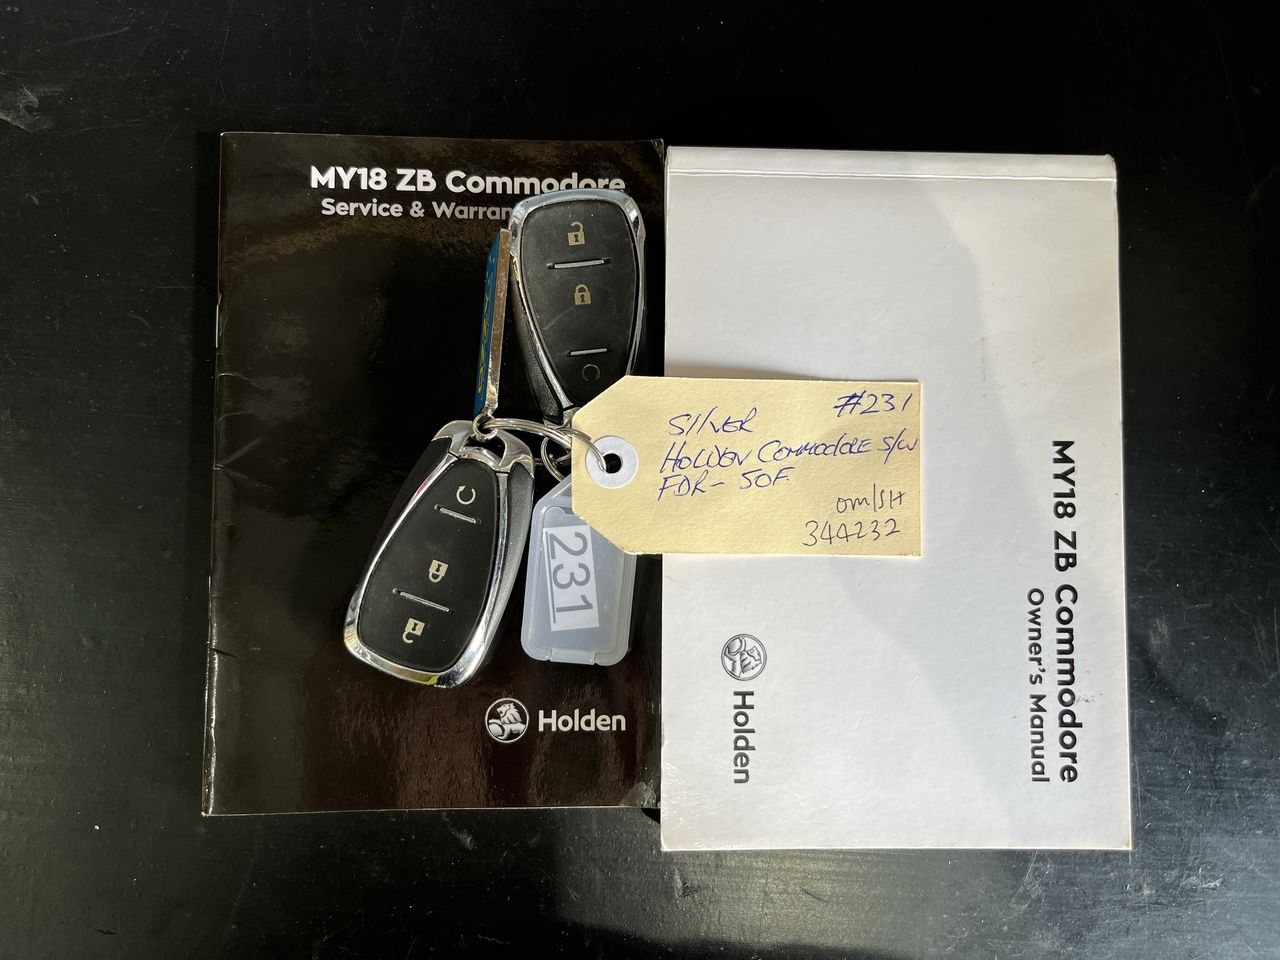 MY18 ZB Commodore
Service & Warran
#231
SILVER
HOLDEN COMMODORE S/W
FDR-50F
OM/SH
344232
231
Holden
MY18 ZB Commodore
Owner's Manual
Holden